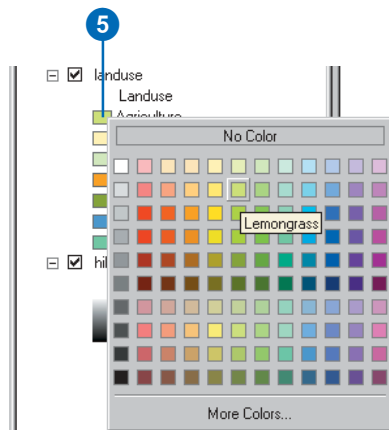 5
landuse
Landuse
Agriculture
No Color
Lemongrass
hil
More Colors...